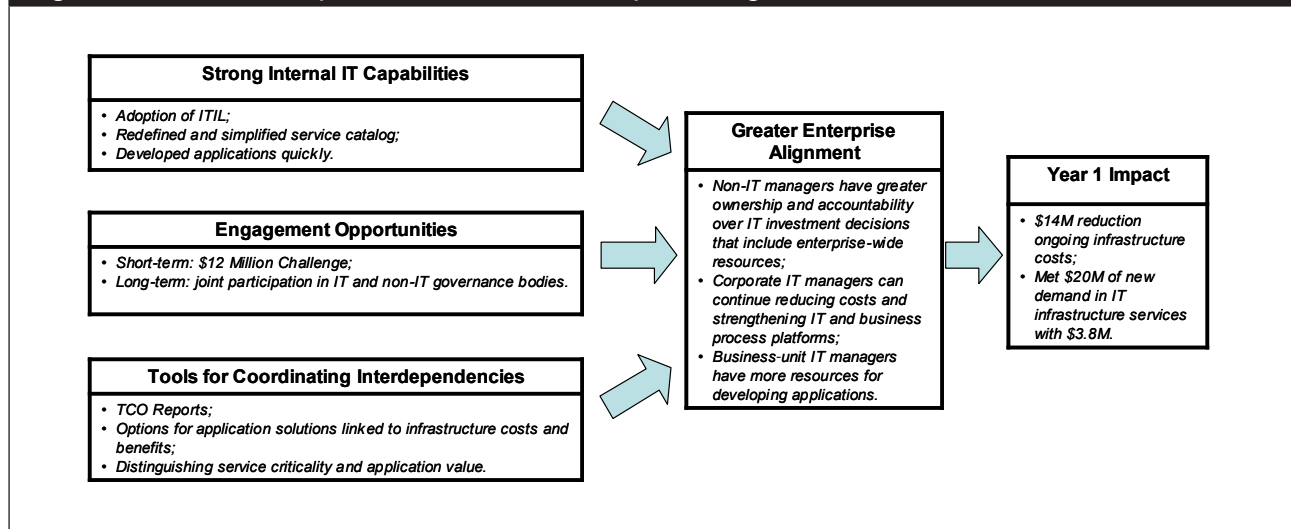 Strong Internal IT Capabilities
• Adoption of ITIL;
• Redefined and simplified service catalog;
• Developed applications quickly.
Engagement Opportunities
• Short-term: $12 Million Challenge;
• Long-term: joint participation in IT and non-IT governance bodies.
Tools for Coordinating Interdependencies
• TCO Reports;
• Options for application solutions linked to infrastructure costs and
benefits;
• Distinguishing service criticality and application value.
Greater Enterprise
Alignment
• Non-IT managers have greater
ownership and accountability
over IT investment decisions
that include enterprise-wide
resources;
• Corporate IT managers can
continue reducing costs and
strengthening IT and business
process platforms;
• Business-unit IT managers
have more resources for
developing applications.
Year 1 Impact
• $14M reduction
ongoing infrastructure
costs;
• Met $20M of new
demand in IT
infrastructure services
with $3.8M.